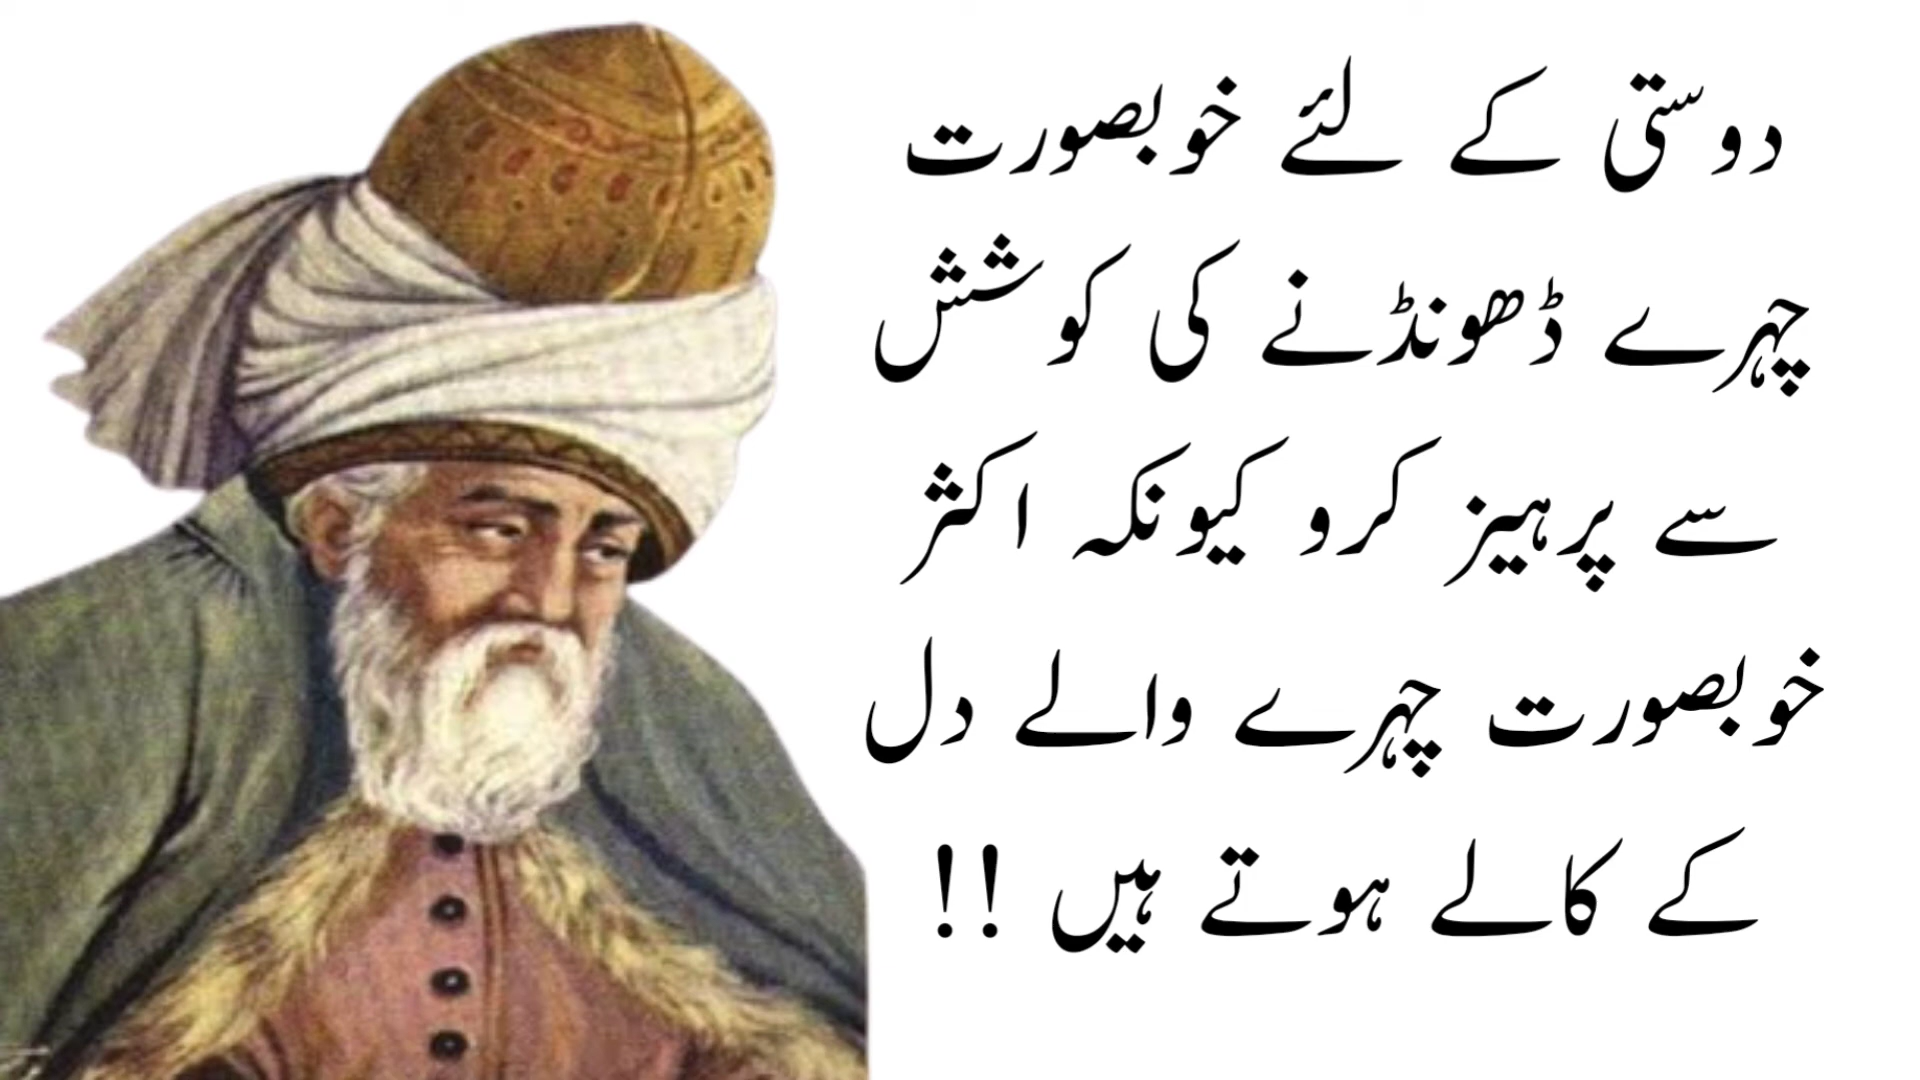 دوستی کے لئے خوبصورت
چہرے ڈھونڈنے کی کوشش
سے پرہیز کرو کیونکہ اکثر
خوبصورت چہرے والے دل
کے کالے ہوتے ہیں !!